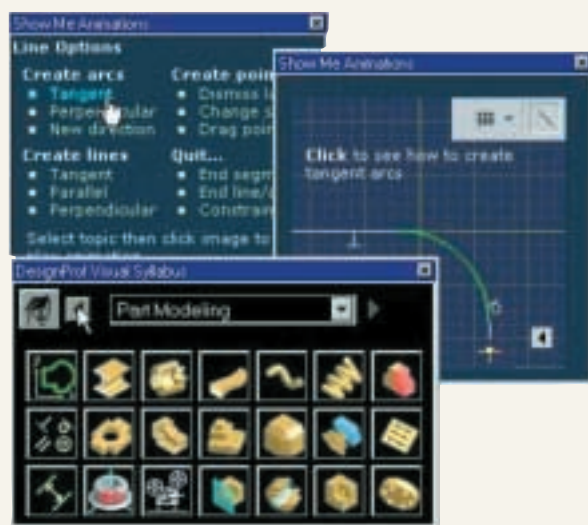 Show Me Animations
Line Options
Create arcs
Tangent
Perpendicular
New direction
Create lines
Tangent
Parallel
Perpendicular
Select topic then click image to
Create poin
Dismiss l
Change s
Drag poin
Quit...
End segm
End line/
Constrain
Show Me Animations
Click to see how to create
tangent arcs
DesignProf Visual Syllabus
Part Modeling